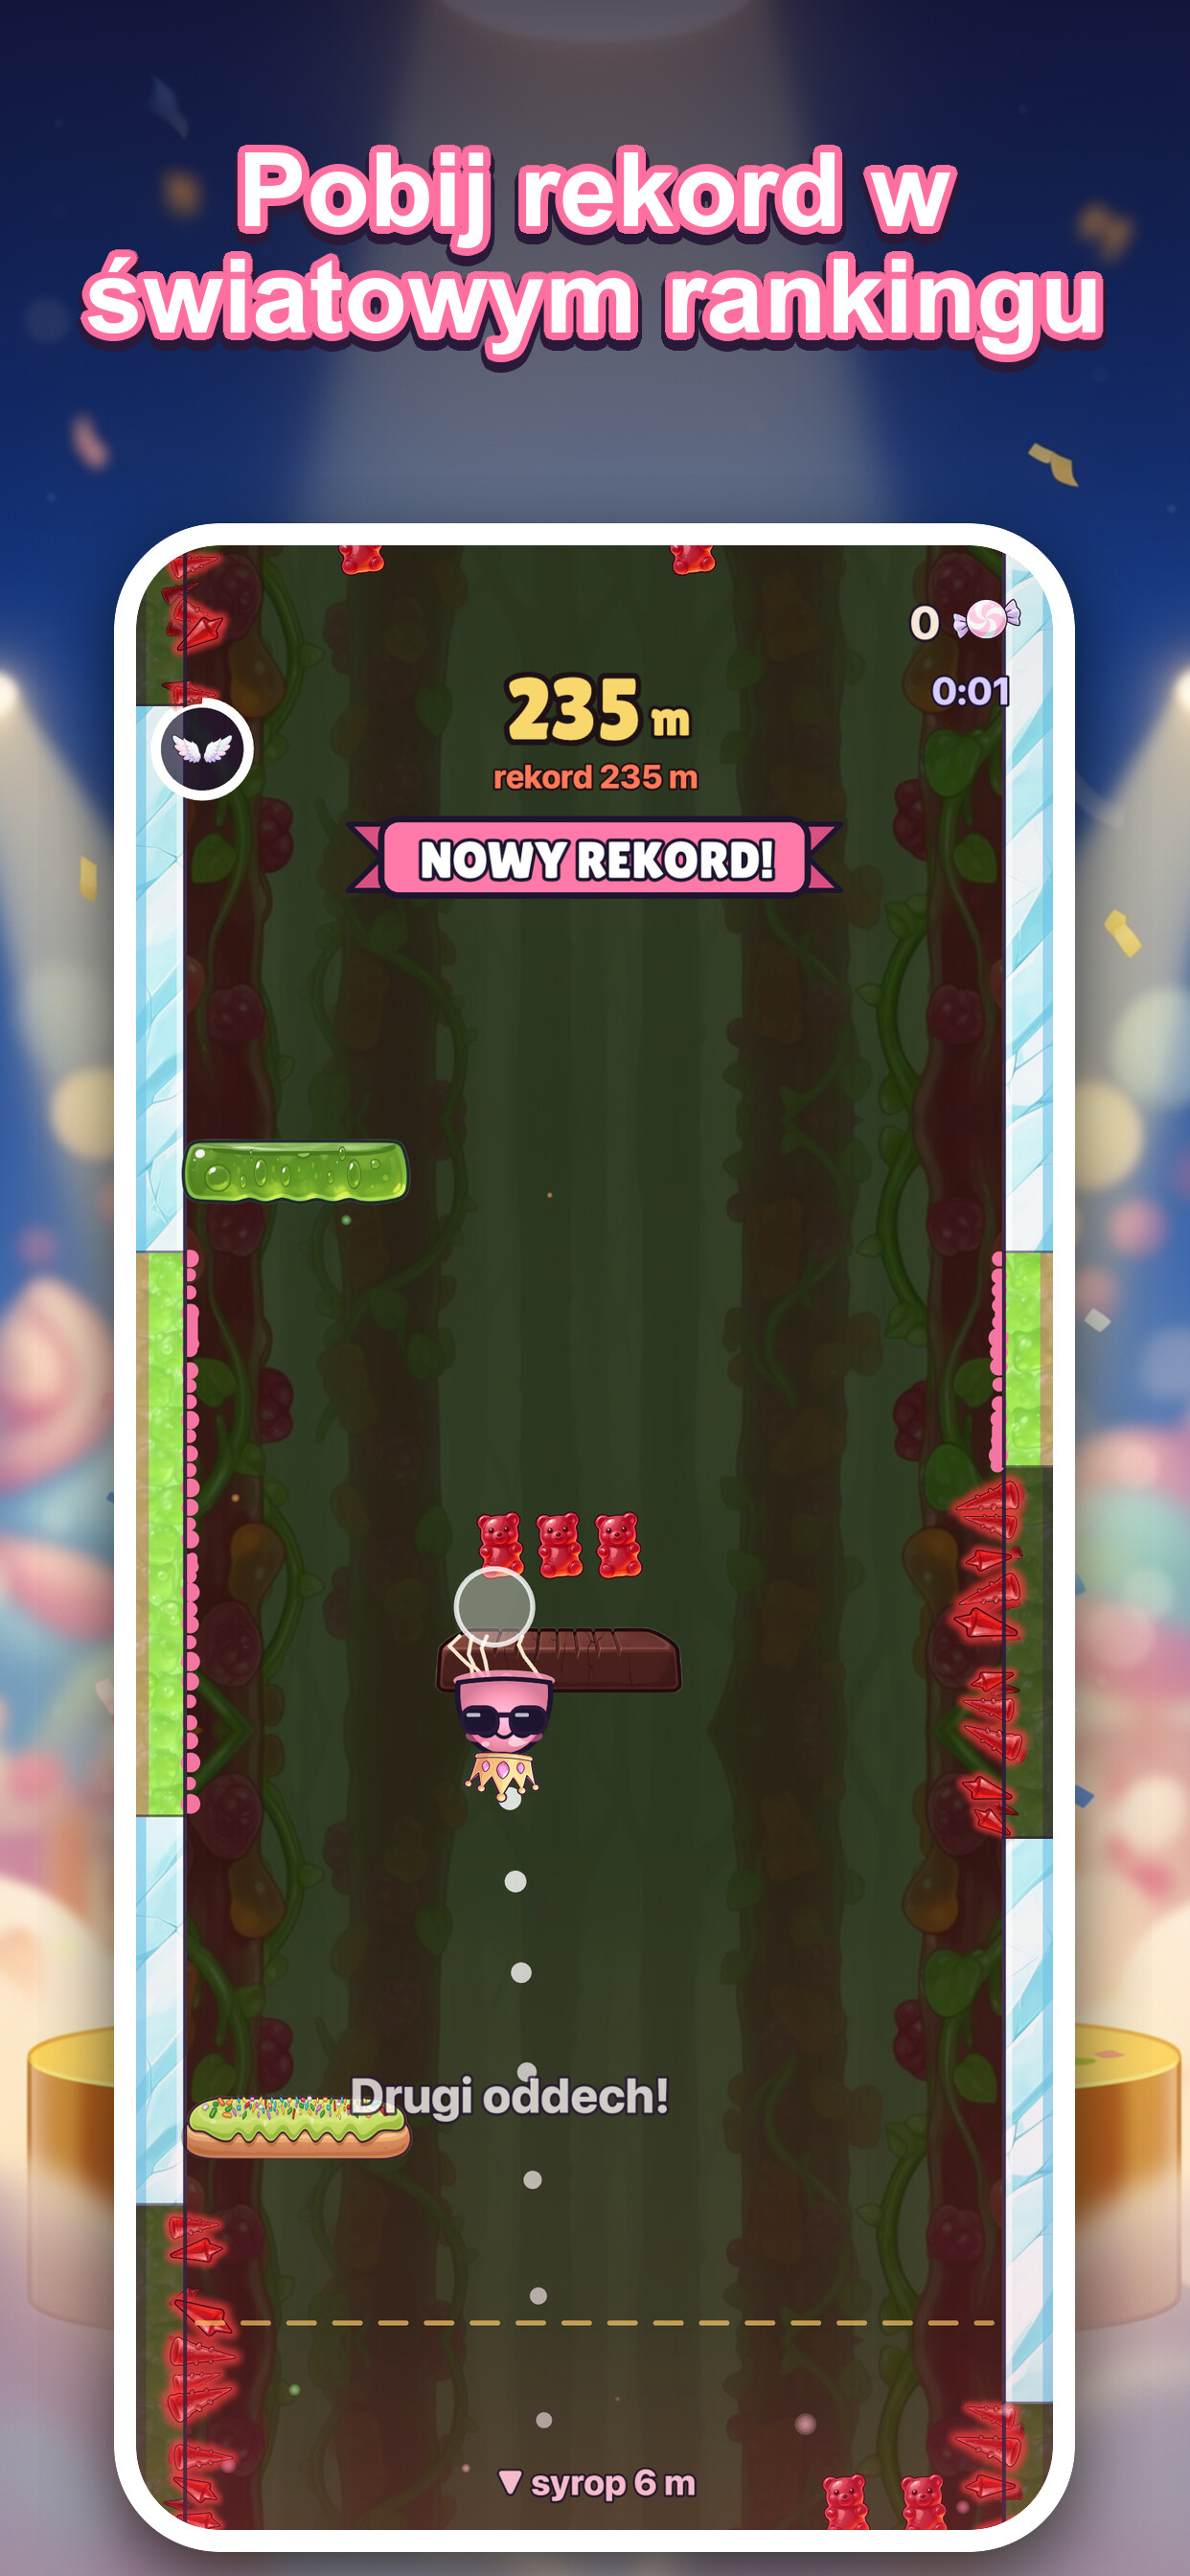 Pobij rekord w
światowym rankingu
0
0:01
235 m
rekord 235 m
NOWY REKORD!
Drugi oddech!
▼ syrop 6 m